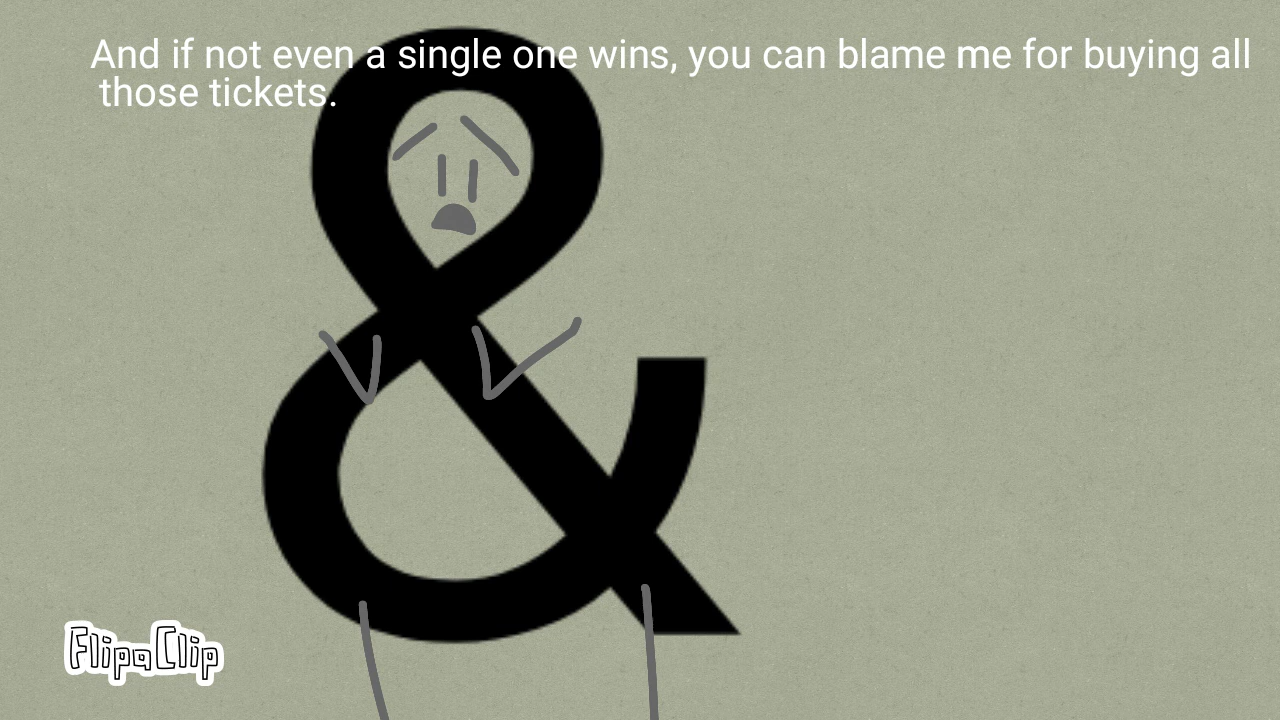 And if not even a single one wins, you can blame me for buying all
those tickets.
&
FlipaClip